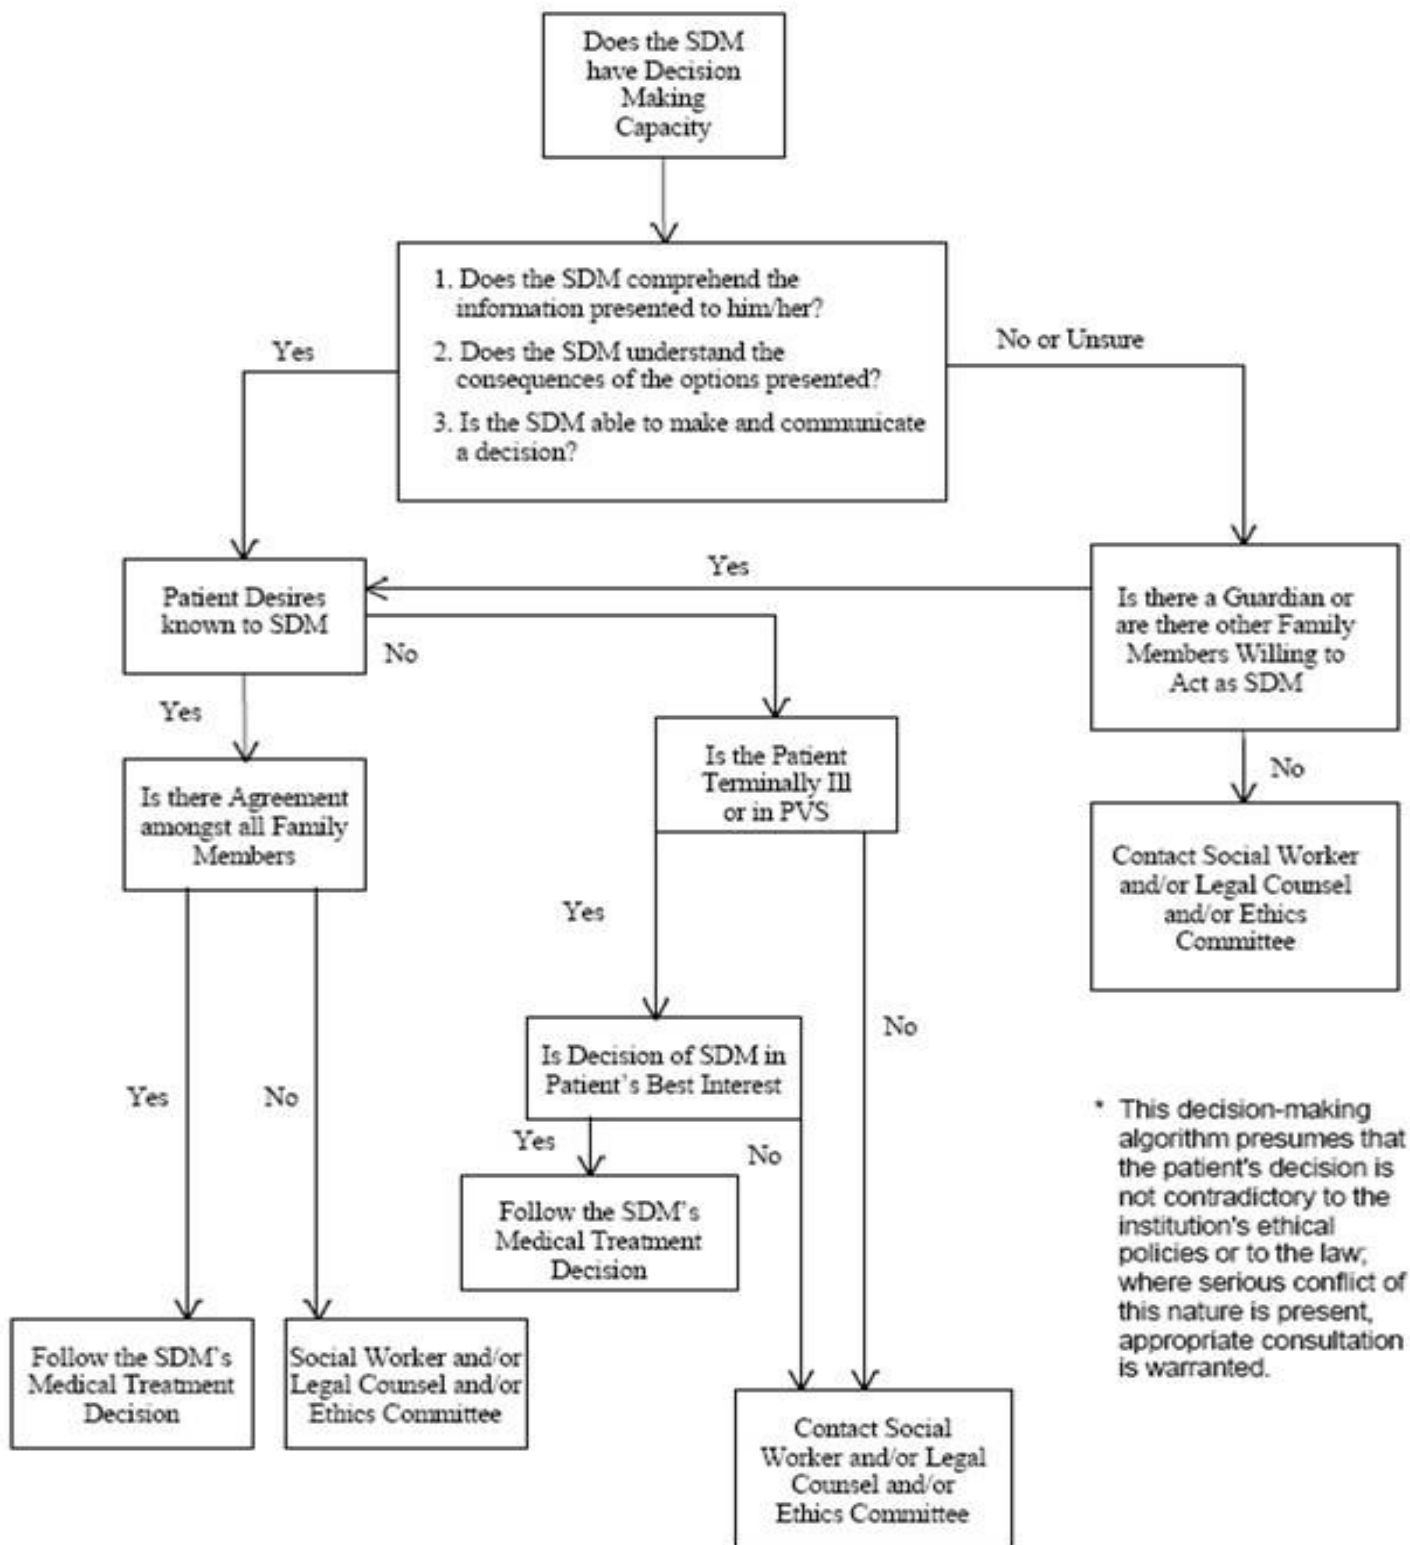 Does the SDM
have Decision
Making
Capacity
1. Does the SDM comprehend the
information presented to him/her?
2. Does the SDM understand the
consequences of the options presented?
3. Is the SDM able to make and communicate
a decision?
Yes
No or Unsure
Patient Desires
known to SDM
Yes
Is there a Guardian or
are there other Family
Members Willing to
Act as SDM
No
Yes
Is the Patient
Terminally Ill
or in PVS
No
Is there Agreement
amongst all Family
Members
Contact Social Worker
and/or Legal Counsel
and/or Ethics
Committee
Yes
No
Is Decision of SDM in
Patient's Best Interest
Yes
No
Yes
No
Follow the SDM's
Medical Treatment
Decision
* This decision-making
algorithm presumes that
the patient's decision is
not contradictory to the
institution's ethical
policies or to the law;
where serious conflict of
this nature is present,
appropriate consultation
is warranted.
Follow the SDM's
Medical Treatment
Decision
Social Worker and/or
Legal Counsel and/or
Ethics Committee
Contact Social
Worker and/or Legal
Counsel and/or
Ethics Committee